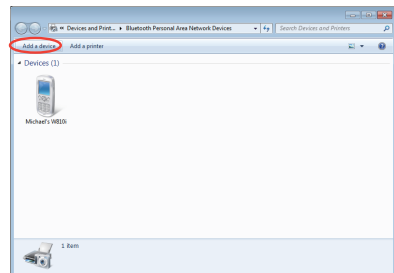 « Devices and Print... ▸ Bluetooth Personal Area Network Devices
Search Devices and Printers
Add a device Add a printer
Devices (1)
Michael's W810i
1 item